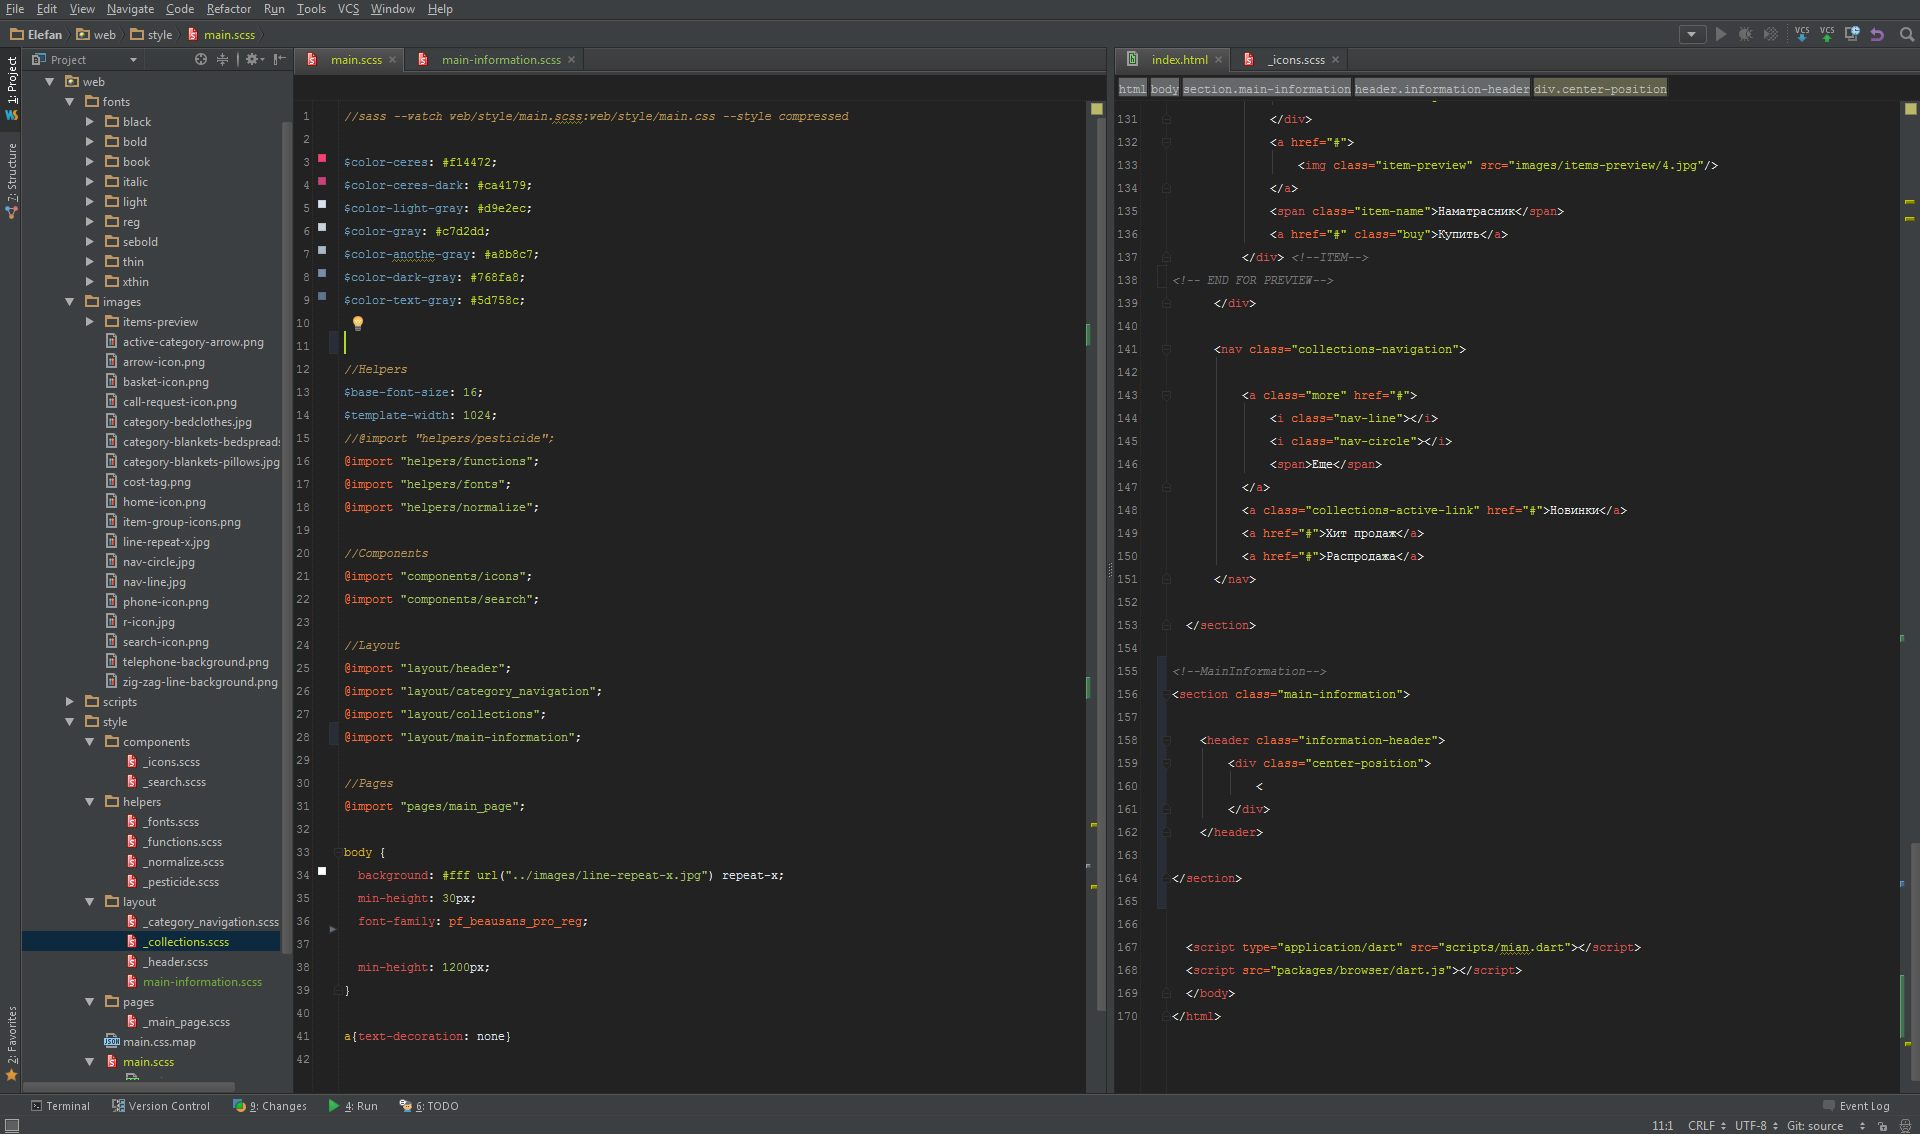 File Edit View Navigate Code Refactor Run Tools VCS Window Help
Elefan web style main.scss
VCS VCS
1: Project
7: Structure
2: Favorites
Project
web
fonts
black
bold
book
italic
light
reg
sebold
thin
xthin
images
items-preview
active-category-arrow.png
arrow-icon.png
basket-icon.png
call-request-icon.png
category-bedclothes.jpg
category-blankets-bedspreads
category-blankets-pillows.jpg
cost-tag.png
home-icon.png
item-group-icons.png
line-repeat-x.jpg
nav-circle.jpg
nav-line.jpg
phone-icon.png
r-icon.jpg
search-icon.png
telephone-background.png
zig-zag-line-background.png
scripts
style
components
_icons.scss
_search.scss
helpers
_fonts.scss
_functions.scss
_normalize.scss
_pesticide.scss
layout
_category_navigation.scss
_collections.scss
_header.scss
main-information.scss
pages
_main_page.scss
main.css.map
main.scss
main.scss main-information.scss
1 //sass --watch web/style/main.scss:web/style/main.css --style compressed
2
3 $color-ceres: #f14472;
4 $color-ceres-dark: #ca4179;
5 $color-light-gray: #d9e2ec;
6 $color-gray: #c7d2dd;
7 $color-anothe-gray: #a8b8c7;
8 $color-dark-gray: #768fa8;
9 $color-text-gray: #5d758c;
10
11
12 //Helpers
13 $base-font-size: 16;
14 $template-width: 1024;
15 //@import "helpers/pesticide";
16 @import "helpers/functions";
17 @import "helpers/fonts";
18 @import "helpers/normalize";
19
20 //Components
21 @import "components/icons";
22 @import "components/search";
23
24 //Layout
25 @import "layout/header";
26 @import "layout/category_navigation";
27 @import "layout/collections";
28 @import "layout/main-information";
29
30 //Pages
31 @import "pages/main_page";
32
33 body {
34 background: #fff url("../images/line-repeat-x.jpg") repeat-x;
35 min-height: 30px;
36 font-family: pf_beausans_pro_reg;
37
38 min-height: 1200px;
39 }
40
41 a{text-decoration: none}
42
index.html _icons.scss
html body section.main-information header.information-header div.center-position
131 </div>
132 <a href="#">
133 <img class="item-preview" src="images/items-preview/4.jpg"/>
134 </a>
135 <span class="item-name">Наматрасник</span>
136 <a href="#" class="buy">Купить</a>
137 </div> <!--ITEM-->
138 <!-- END FOR PREVIEW-->
139 </div>
140
141 <nav class="collections-navigation">
142
143 <a class="more" href="#">
144 <i class="nav-line"></i>
145 <i class="nav-circle"></i>
146 <span>Еще</span>
147 </a>
148 <a class="collections-active-link" href="#">Новинки</a>
149 <a href="#">Хит продаж</a>
150 <a href="#">Распродажа</a>
151 </nav>
152
153 </section>
154
155 <!--MainInformation-->
156 <section class="main-information">
157
158 <header class="information-header">
159 <div class="center-position">
160 <
161 </div>
162 </header>
163
164 </section>
165
166
167 <script type="application/dart" src="scripts/mian.dart"></script>
168 <script src="packages/browser/dart.js"></script>
169 </body>
170 </html>
Terminal Version Control 9: Changes 4: Run 6: TODO Event Log
11:1 CRLF UTF-8 Git: source